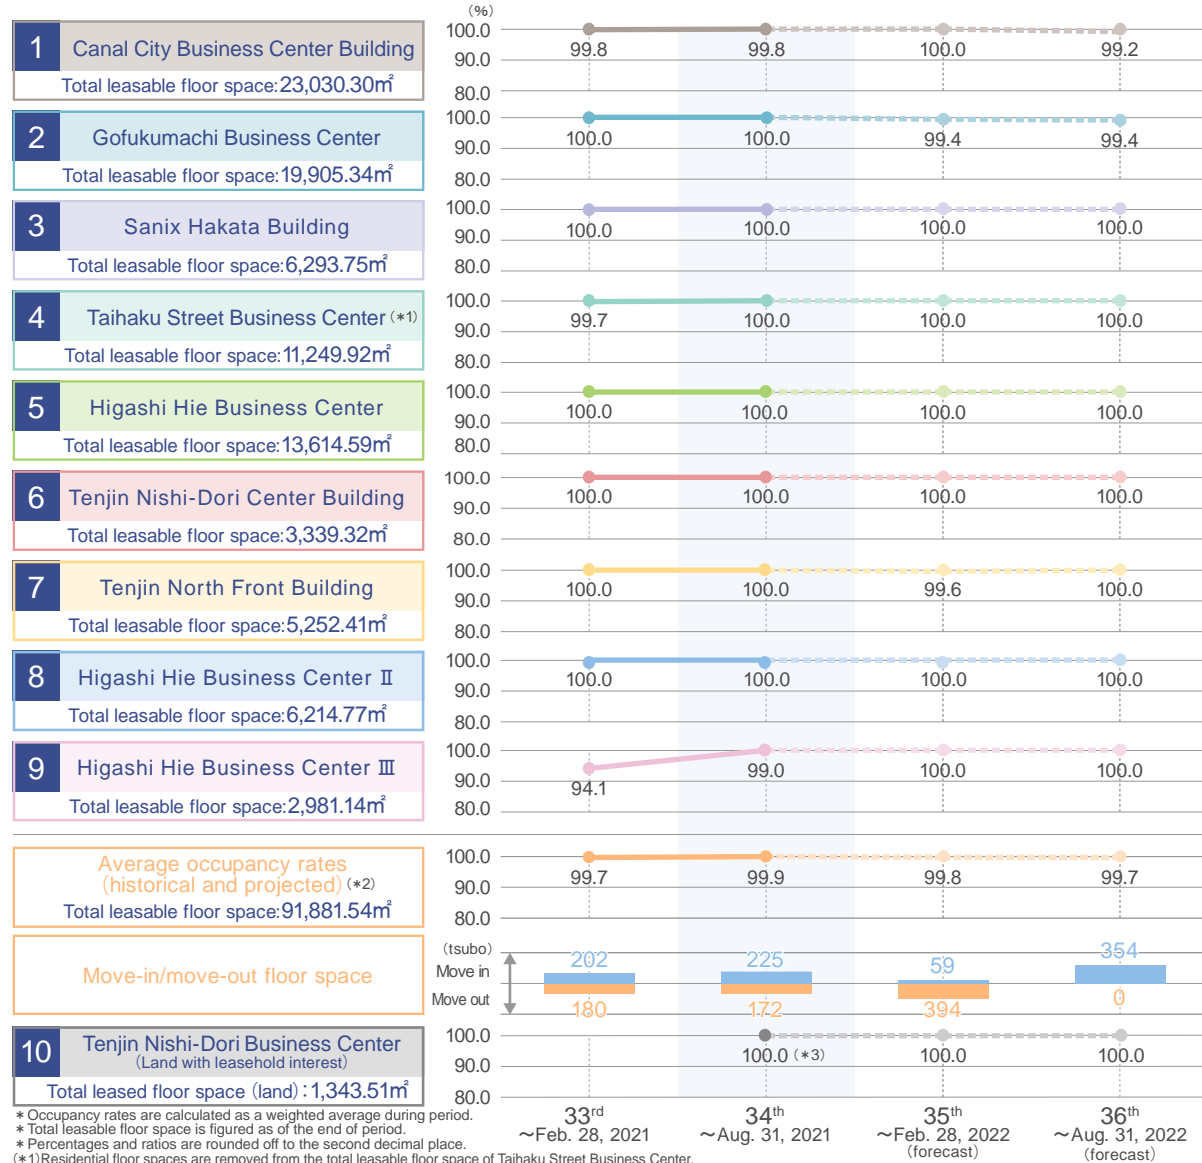 (%)
1 Canal City Business Center Building
Total leasable floor space:23,030.30㎡
100.0
90.0
80.0
99.8 99.8 100.0 99.2
2 Gofukumachi Business Center
Total leasable floor space:19,905.34㎡
100.0
90.0
80.0
100.0 100.0 99.4 99.4
3 Sanix Hakata Building
Total leasable floor space:6,293.75㎡
100.0
90.0
80.0
100.0 100.0 100.0 100.0
4 Taihaku Street Business Center (*1)
Total leasable floor space:11,249.92㎡
100.0
90.0
80.0
99.7 100.0 100.0 100.0
5 Higashi Hie Business Center
Total leasable floor space:13,614.59㎡
100.0
90.0
80.0
100.0 100.0 100.0 100.0
6 Tenjin Nishi-Dori Center Building
Total leasable floor space:3,339.32㎡
100.0
90.0
80.0
100.0 100.0 100.0 100.0
7 Tenjin North Front Building
Total leasable floor space:5,252.41㎡
100.0
90.0
80.0
100.0 100.0 99.6 100.0
8 Higashi Hie Business Center Ⅱ
Total leasable floor space:6,214.77㎡
100.0
90.0
80.0
100.0 100.0 100.0 100.0
9 Higashi Hie Business Center Ⅲ
Total leasable floor space:2,981.14㎡
100.0
90.0
80.0
94.1 99.0 100.0 100.0
Average occupancy rates
(historical and projected) (*2)
Total leasable floor space:91,881.54㎡
100.0
90.0
80.0
99.7 99.9 99.8 99.7
Move-in/move-out floor space
(tsubo)
Move in
Move out
202 225 59 354
180 172 394 0
10 Tenjin Nishi-Dori Business Center
(Land with leasehold interest)
Total leased floor space (land):1,343.51㎡
100.0
90.0
80.0
100.0 (*3) 100.0 100.0
33rd 34th 35th 36th
～Feb. 28, 2021 ～Aug. 31, 2021 ～Feb. 28, 2022 ～Aug. 31, 2022
(forecast) (forecast)
* Occupancy rates are calculated as a weighted average during period.
* Total leasable floor space is figured as of the end of period.
* Percentages and ratios are rounded off to the second decimal place.
(*1)Residential floor spaces are removed from the total leasable floor space of Taihaku Street Business Center.